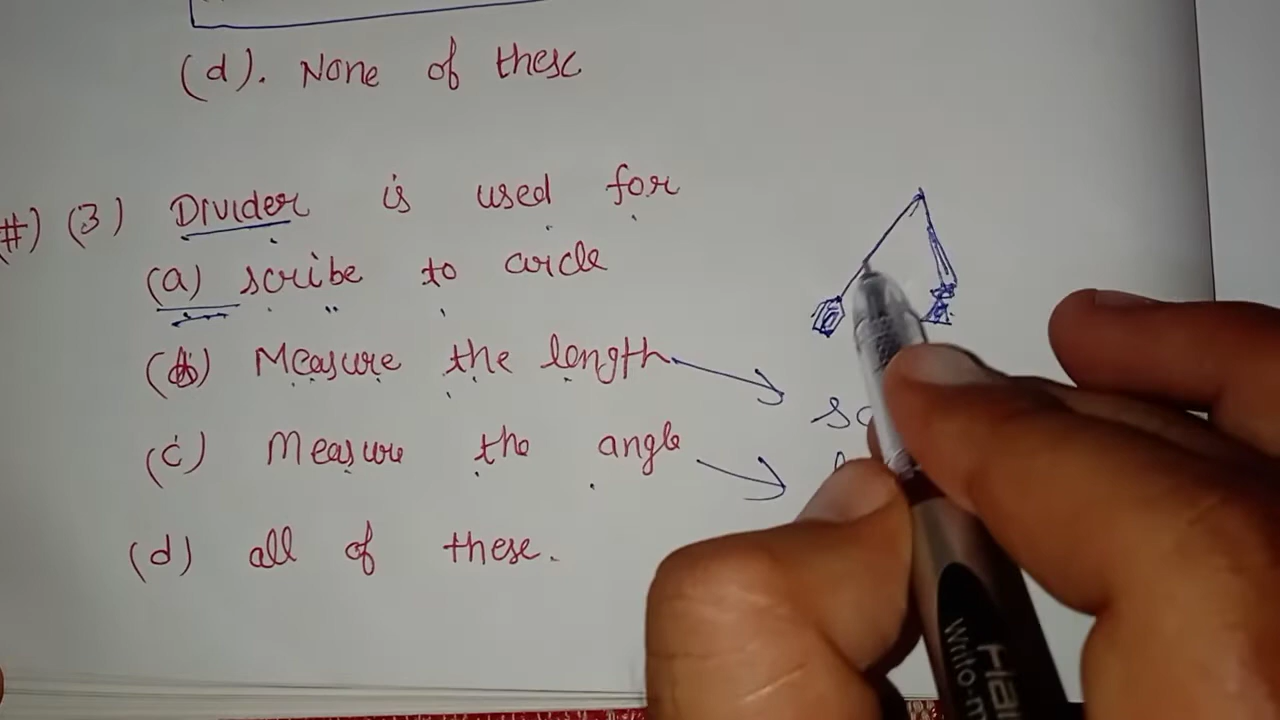 (d). None of these
#) (3) Divider is used for
(a) scribe to circle
(b) Measure the length
(c) Measure the angle
(d) all of these.